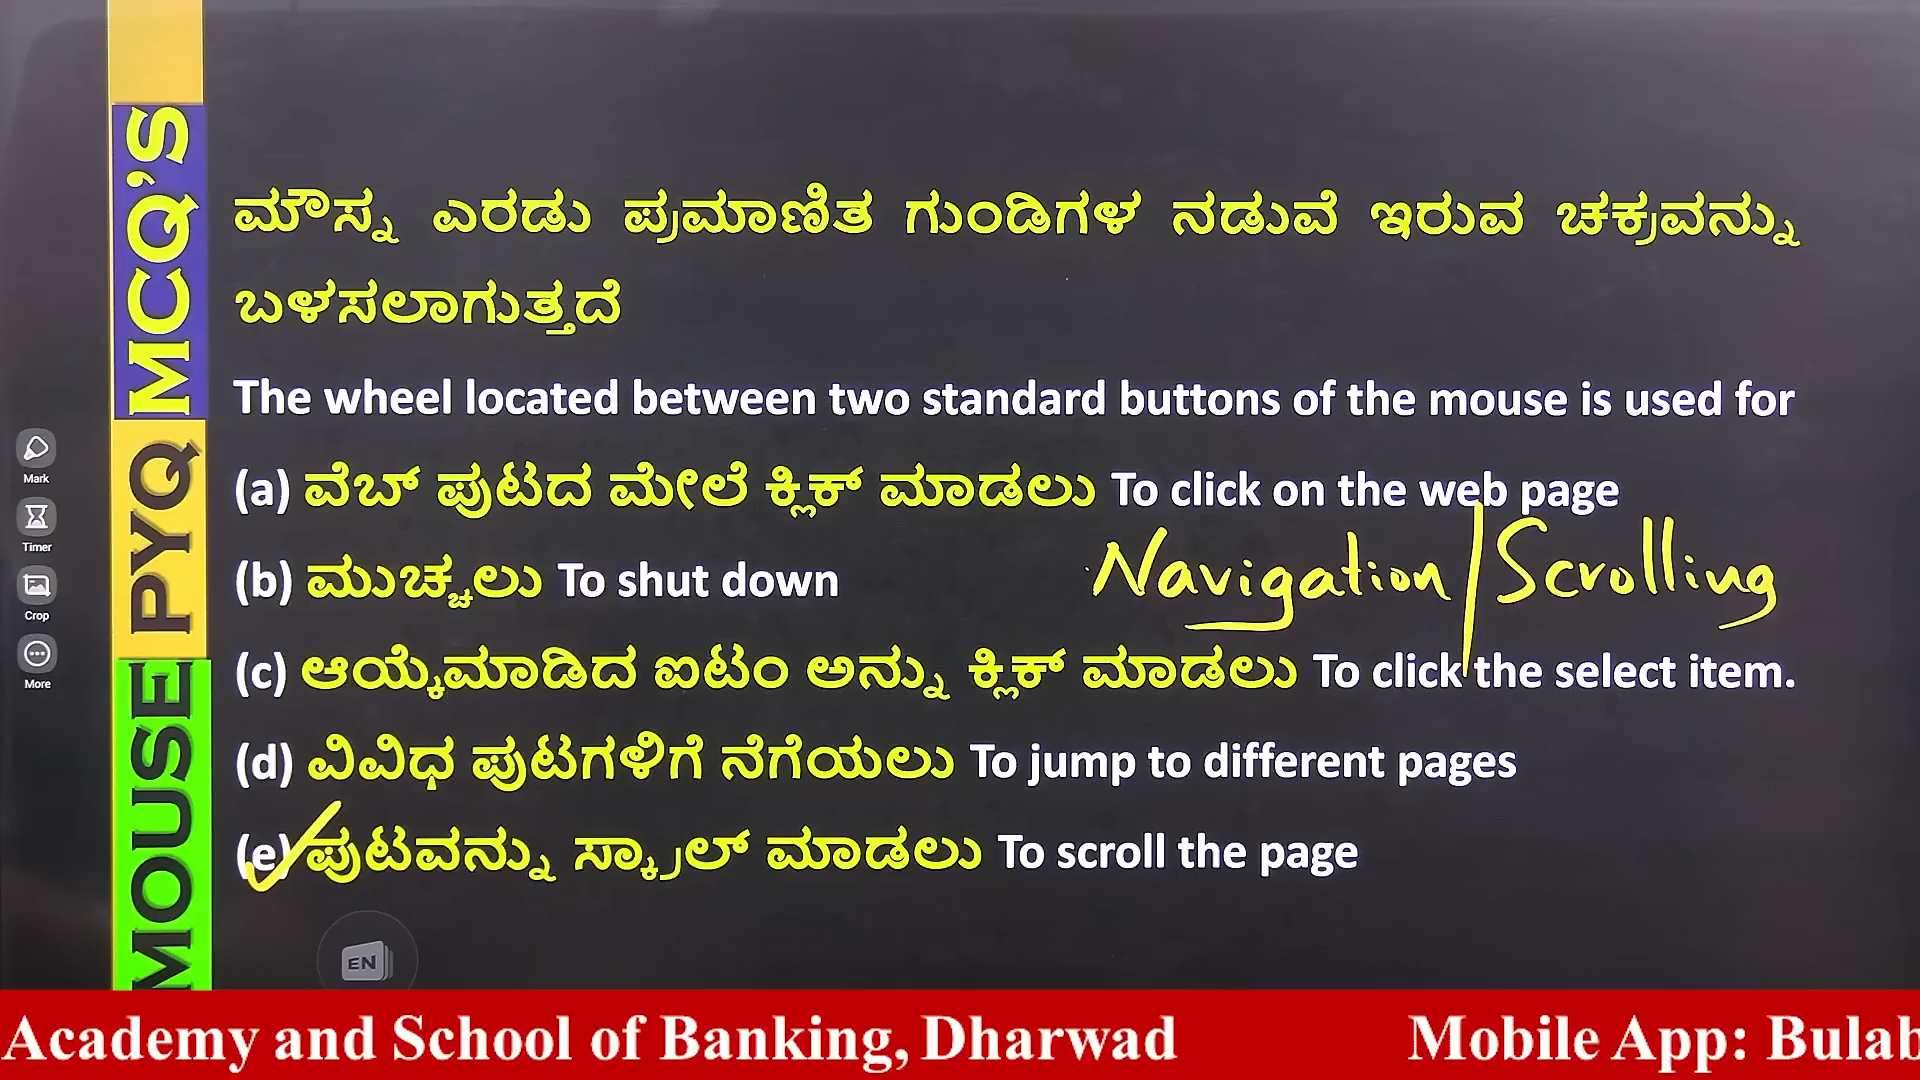 MOUSE PYQ MCQ'S
ಮೌಸ್ನ ಎರಡು ಪ್ರಮಾಣಿತ ಗುಂಡಿಗಳ ನಡುವೆ ಇರುವ ಚಕ್ರವನ್ನು
ಬಳಸಲಾಗುತ್ತದೆ
The wheel located between two standard buttons of the mouse is used for
(a) ವೆಬ್ ಪುಟದ ಮೇಲೆ ಕ್ಲಿಕ್ ಮಾಡಲು To click on the web page
Navigation/Scrolling
(b) ಮುಚ್ಚಲು To shut down
(c) ಆಯ್ಕೆಮಾಡಿದ ಐಟಂ ಅನ್ನು ಕ್ಲಿಕ್ ಮಾಡಲು To click the select item.
(d) ವಿವಿಧ ಪುಟಗಳಿಗೆ ನೆಗೆಯಲು To jump to different pages
(e) ಪುಟವನ್ನು ಸ್ಕ್ರಾಲ್ ಮಾಡಲು To scroll the page
Mark
Timer
Crop
More
EN
Academy and School of Banking, Dharwad Mobile App: Bulab